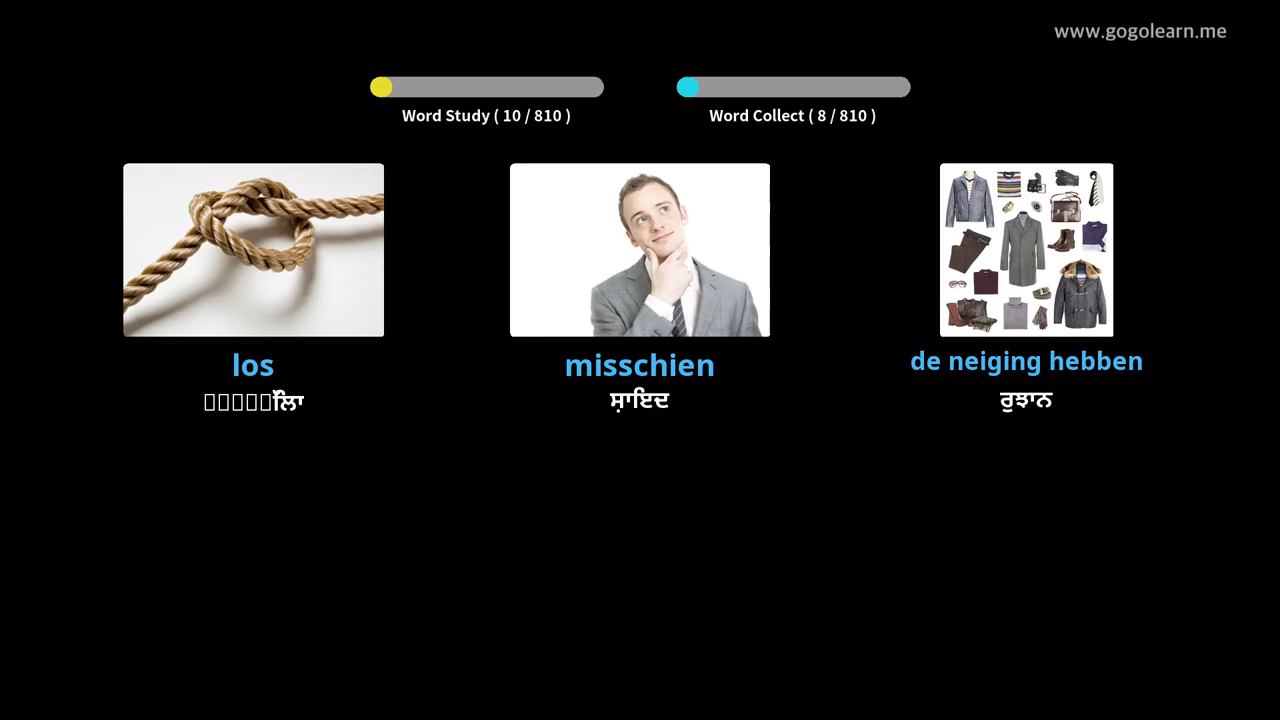 www.gogolearn.me
Word Study ( 10 / 810 )
Word Collect ( 8 / 810 )
los
misschien
de neiging hebben
ਸ਼ਾਇਦ
ਰੁਝਾਨ